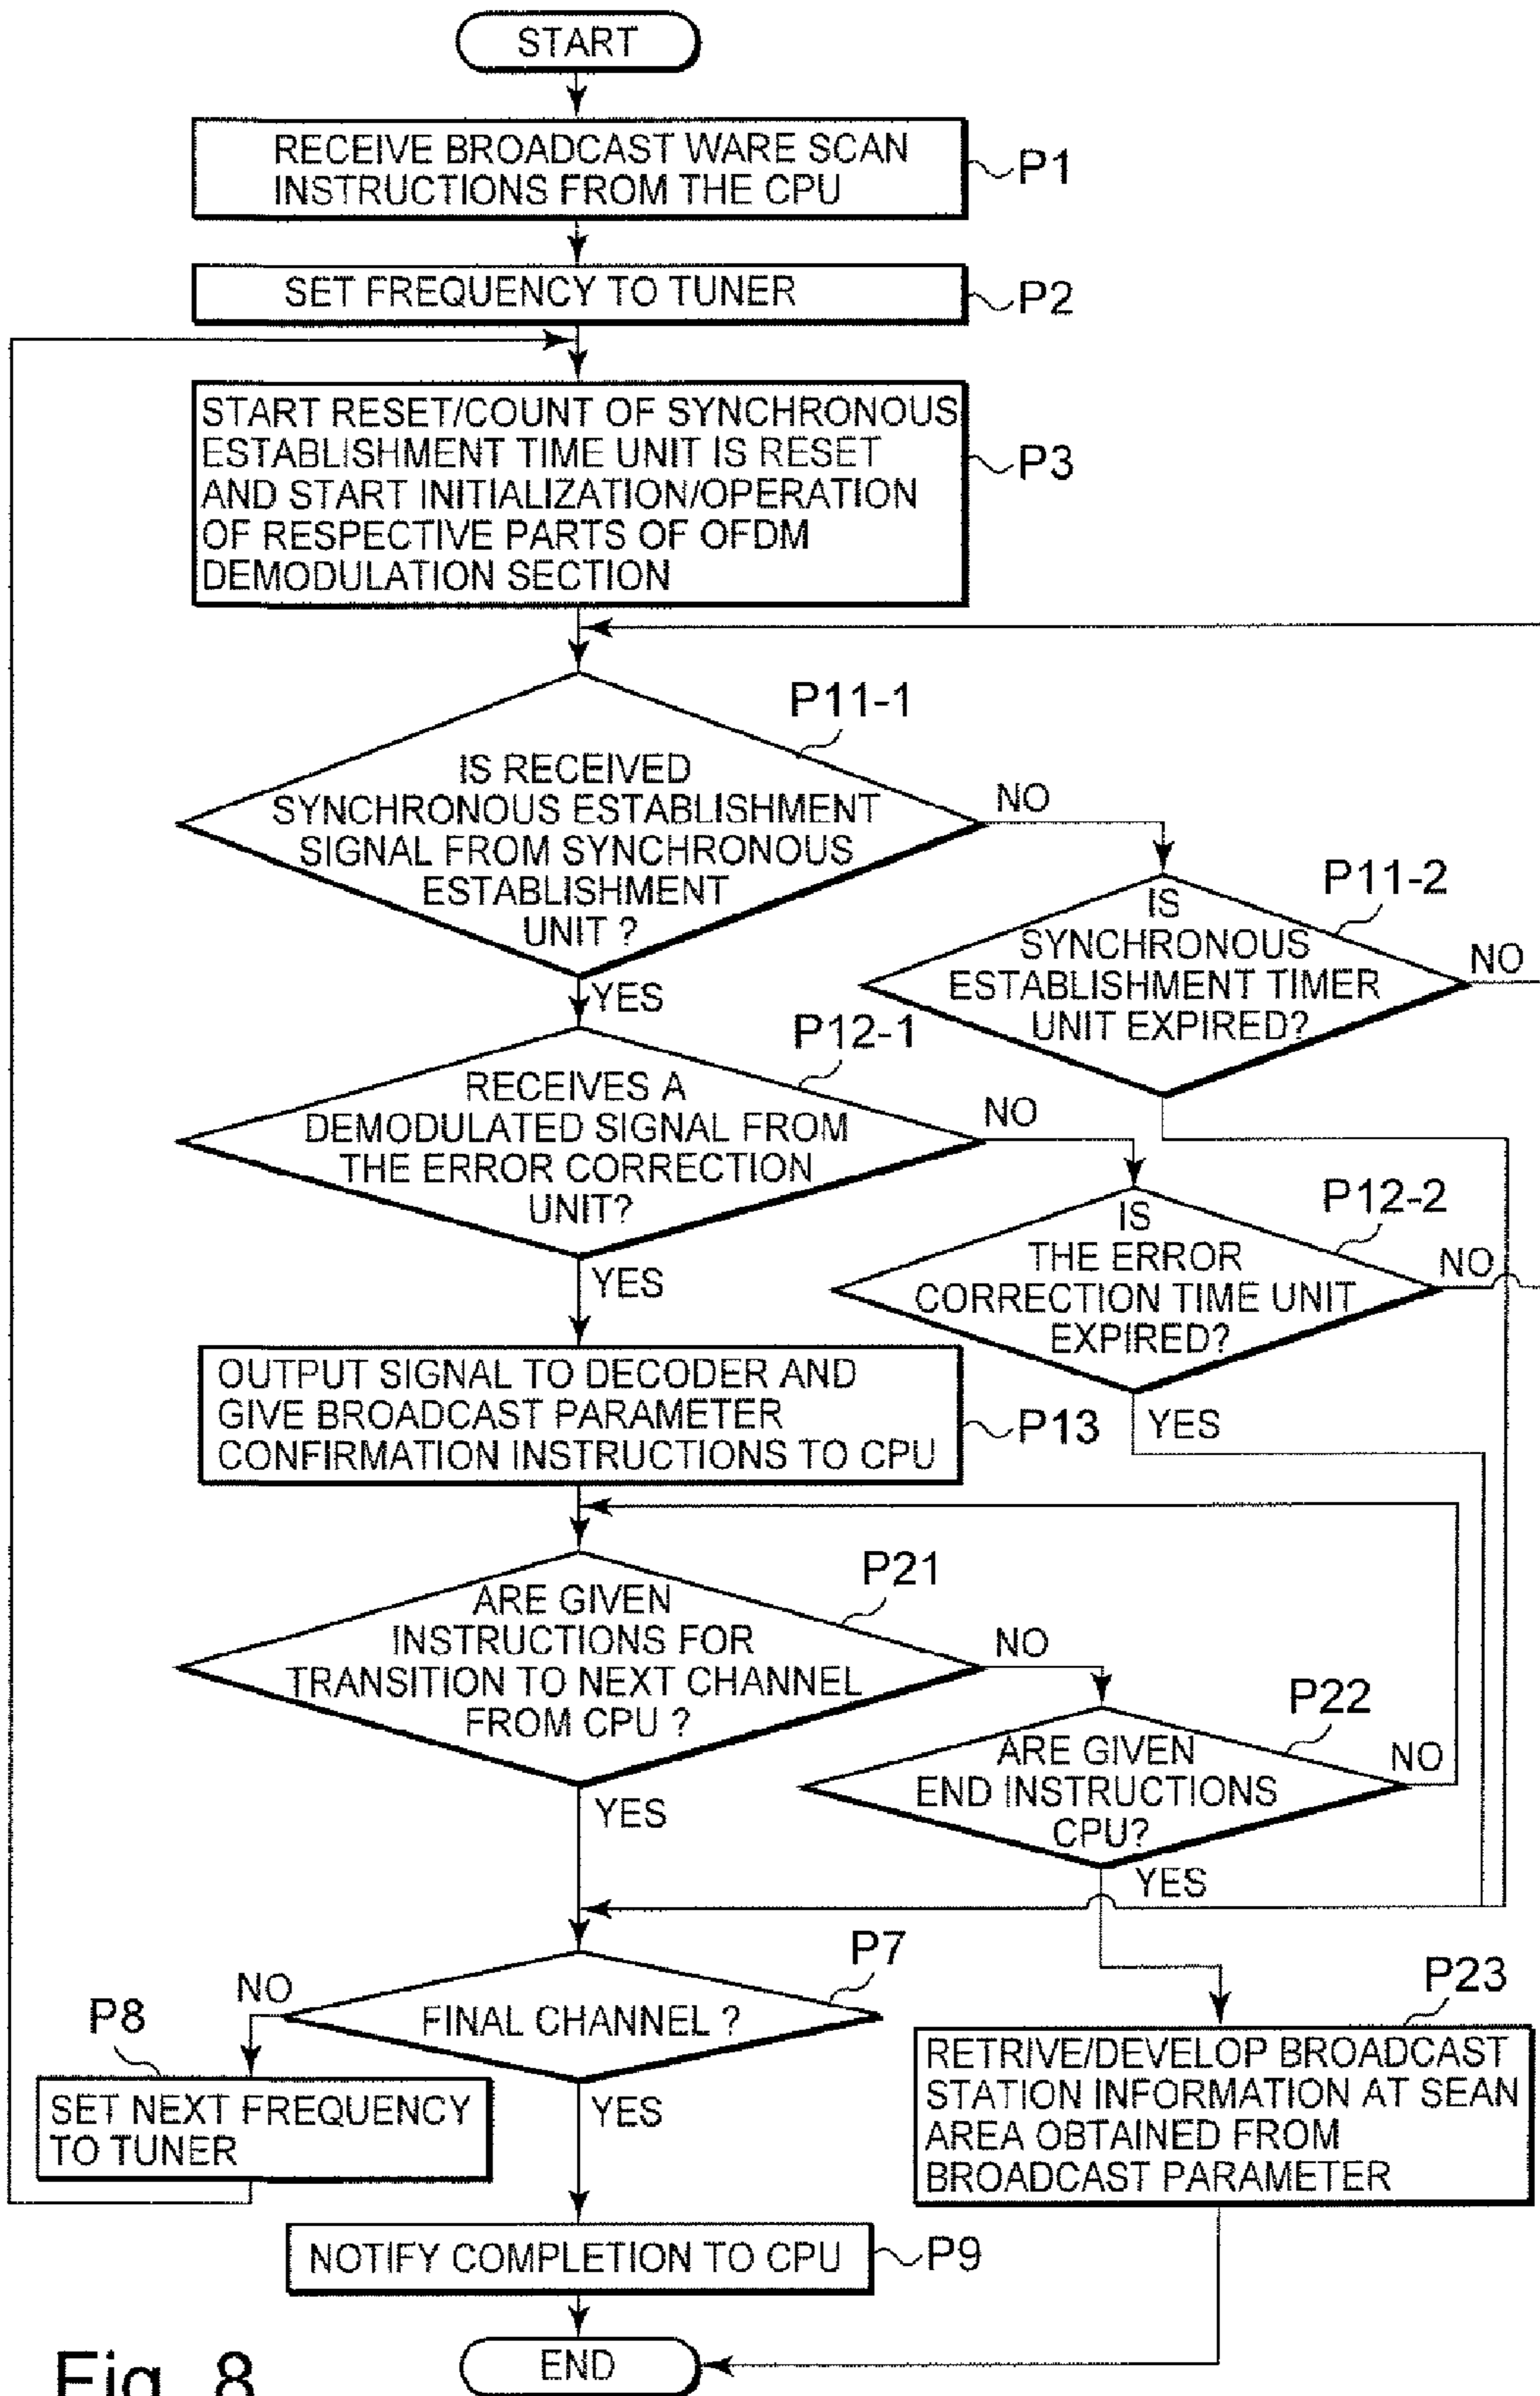 START
RECEIVE BROADCAST WARE SCAN
INSTRUCTIONS FROM THE CPU
P1
SET FREQUENCY TO TUNER
P2
START RESET/COUNT OF SYNCHRONOUS
ESTABLISHMENT TIME UNIT IS RESET
AND START INITIALIZATION/OPERATION
OF RESPECTIVE PARTS OF OFDM
DEMODULATION SECTION
P3
P11-1
IS RECEIVED
SYNCHRONOUS ESTABLISHMENT
SIGNAL FROM SYNCHRONOUS
ESTABLISHMENT
UNIT ?
NO
YES
P11-2
IS
SYNCHRONOUS
ESTABLISHMENT TIMER
UNIT EXPIRED?
NO
P12-1
RECEIVES A
DEMODULATED SIGNAL FROM
THE ERROR CORRECTION
UNIT?
NO
YES
P12-2
IS
THE ERROR
CORRECTION TIME UNIT
EXPIRED?
NO
YES
OUTPUT SIGNAL TO DECODER AND
GIVE BROADCAST PARAMETER
CONFIRMATION INSTRUCTIONS TO CPU
P13
P21
ARE GIVEN
INSTRUCTIONS FOR
TRANSITION TO NEXT CHANNEL
FROM CPU ?
NO
YES
P22
ARE GIVEN
END INSTRUCTIONS
CPU?
NO
YES
P7
FINAL CHANNEL ?
NO
YES
P8
SET NEXT FREQUENCY
TO TUNER
P23
RETRIVE/DEVELOP BROADCAST
STATION INFORMATION AT SEAN
AREA OBTAINED FROM
BROADCAST PARAMETER
NOTIFY COMPLETION TO CPU
P9
END
Fig. 8